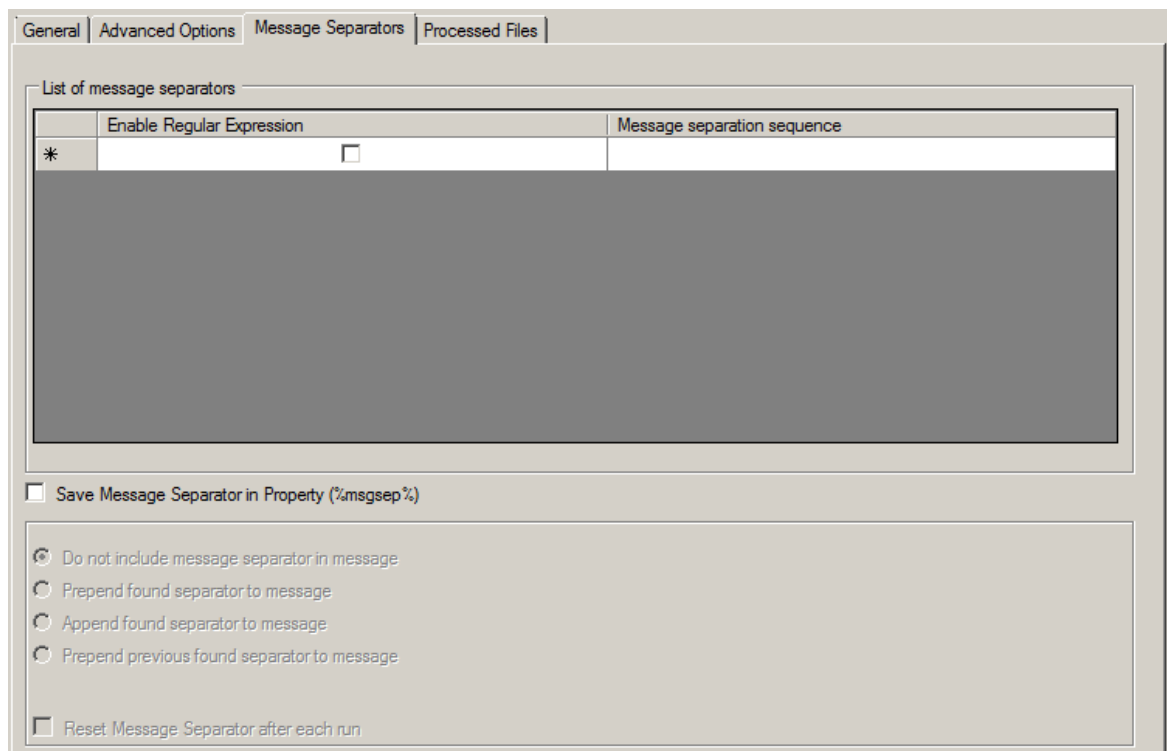 General Advanced Options Message Separators Processed Files
List of message separators
Enable Regular Expression Message separation sequence
Save Message Separator in Property (%msgsep%)
Do not include message separator in message
Prepend found separator to message
Append found separator to message
Prepend previous found separator to message
Reset Message Separator after each run